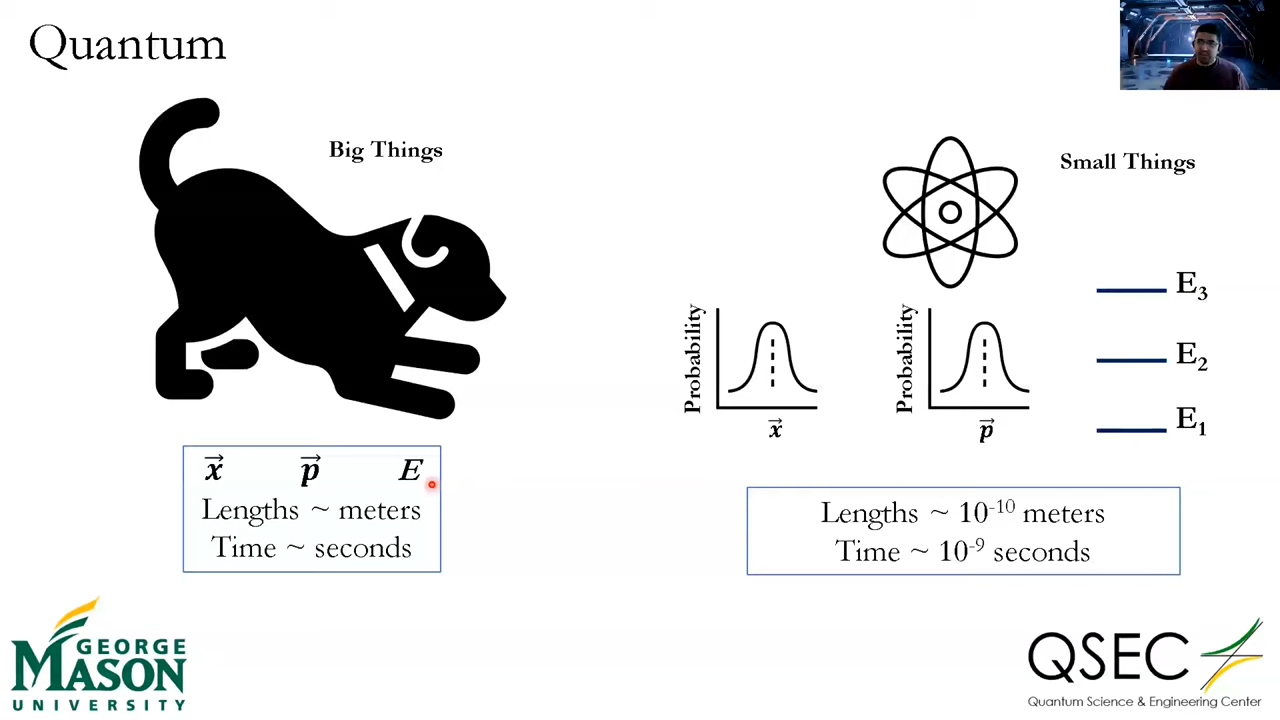 Quantum
Big Things
Small Things
E₃
E₂
E₁
Probability
x⃗
Probability
p⃗
x⃗ p⃗ E
Lengths ~ meters
Time ~ seconds
Lengths ~ 10⁻¹⁰ meters
Time ~ 10⁻⁹ seconds
GEORGE
MASON
UNIVERSITY
QSEC
Quantum Science & Engineering Center